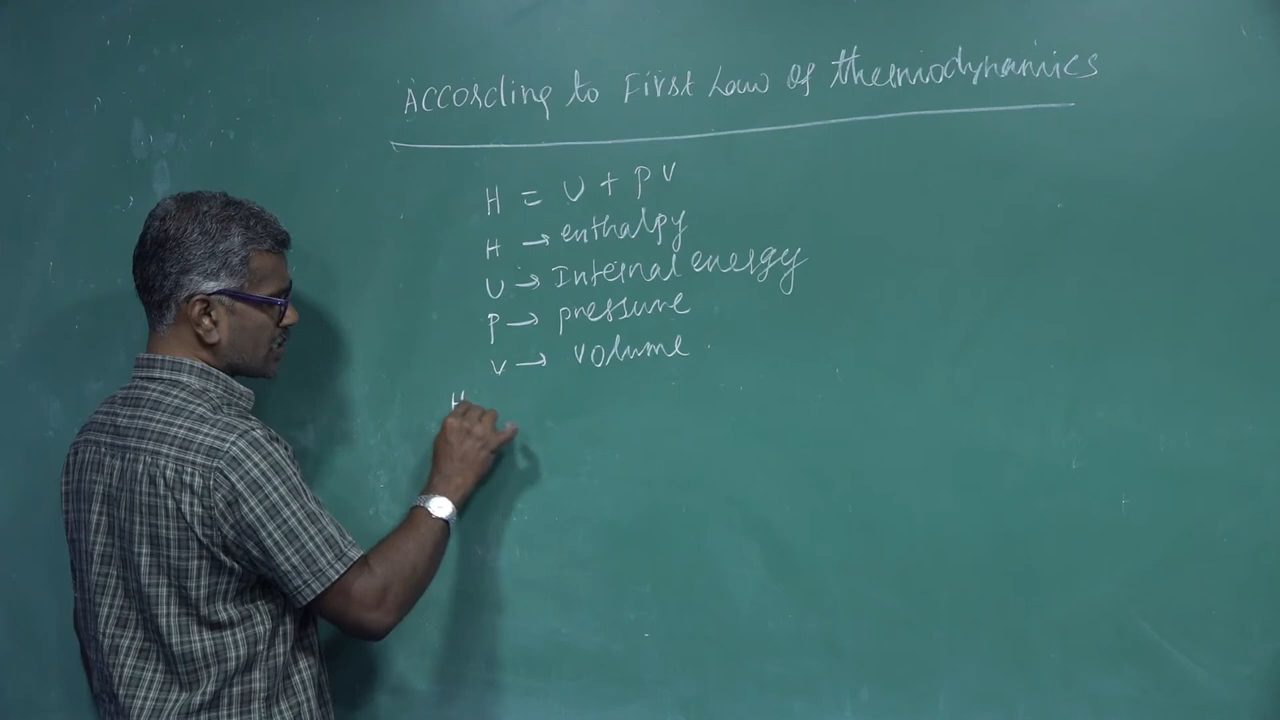 According to First Law of thermodynamics
H = U + PV
H → enthalpy
U → Internal energy
P → pressure
V → volume.
H